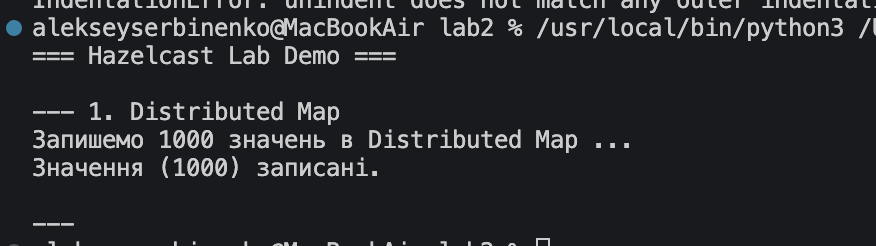 IndentationError: unindent does not match any outer indentati
alekseyserbinenko@MacBookAir lab2 % /usr/local/bin/python3 /U
=== Hazelcast Lab Demo ===
--- 1. Distributed Map
Запишемо 1000 значень в Distributed Map ...
Значення (1000) записані.
---
alekseyserbinenko@MacBookAir lab2 %